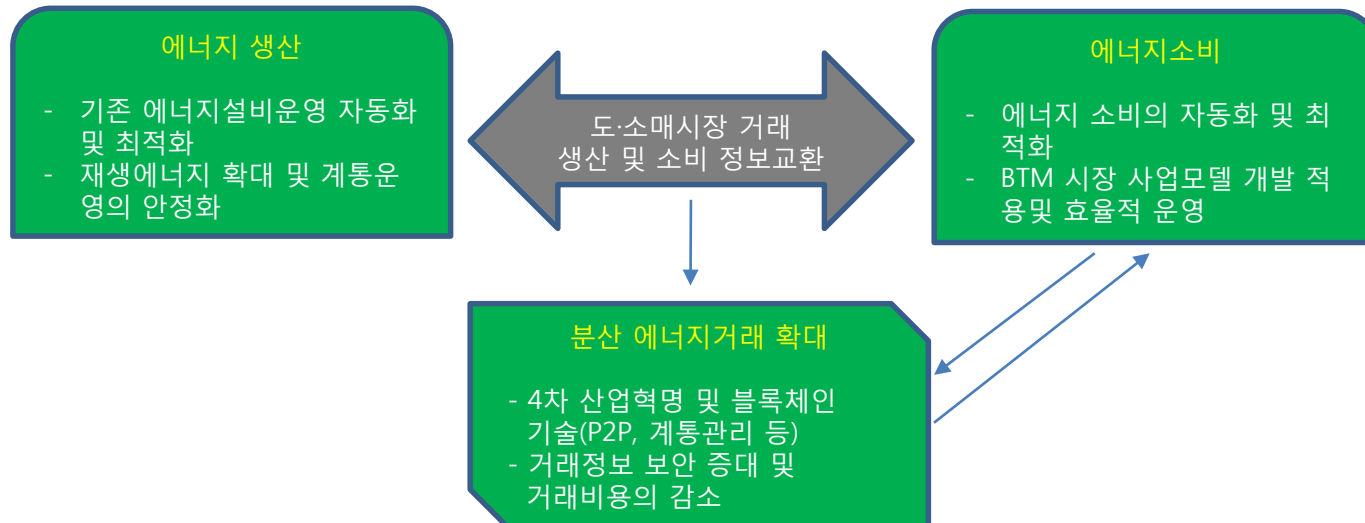 에너지 생산
- 기존 에너지설비운영 자동화
및 최적화
- 재생에너지 확대 및 계통운
영의 안정화
도·소매시장 거래
생산 및 소비 정보교환
에너지소비
- 에너지 소비의 자동화 및 최
적화
- BTM 시장 사업모델 개발 적
용및 효율적 운영
분산 에너지거래 확대
- 4차 산업혁명 및 블록체인
기술(P2P, 계통관리 등)
- 거래정보 보안 증대 및
거래비용의 감소